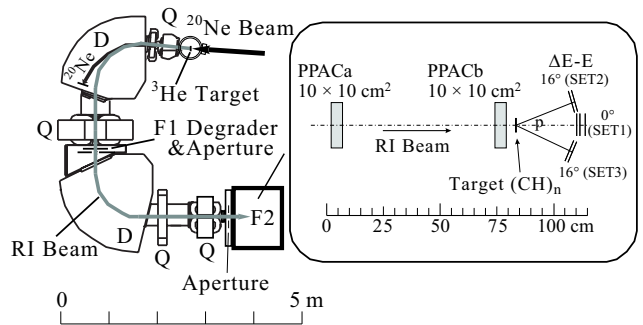 Q
²⁰Ne Beam
D
²⁰Ne
³He Target
Q
F1 Degrader
&Aperture
RI Beam
D
Q
Q
F2
Aperture
0
5 m
PPACa
10 × 10 cm²
PPACb
10 × 10 cm²
ΔE-E
16° (SET2)
0°
(SET1)
p
16° (SET3)
RI Beam
Target (CH)ₙ
0 25 50 75 100 cm